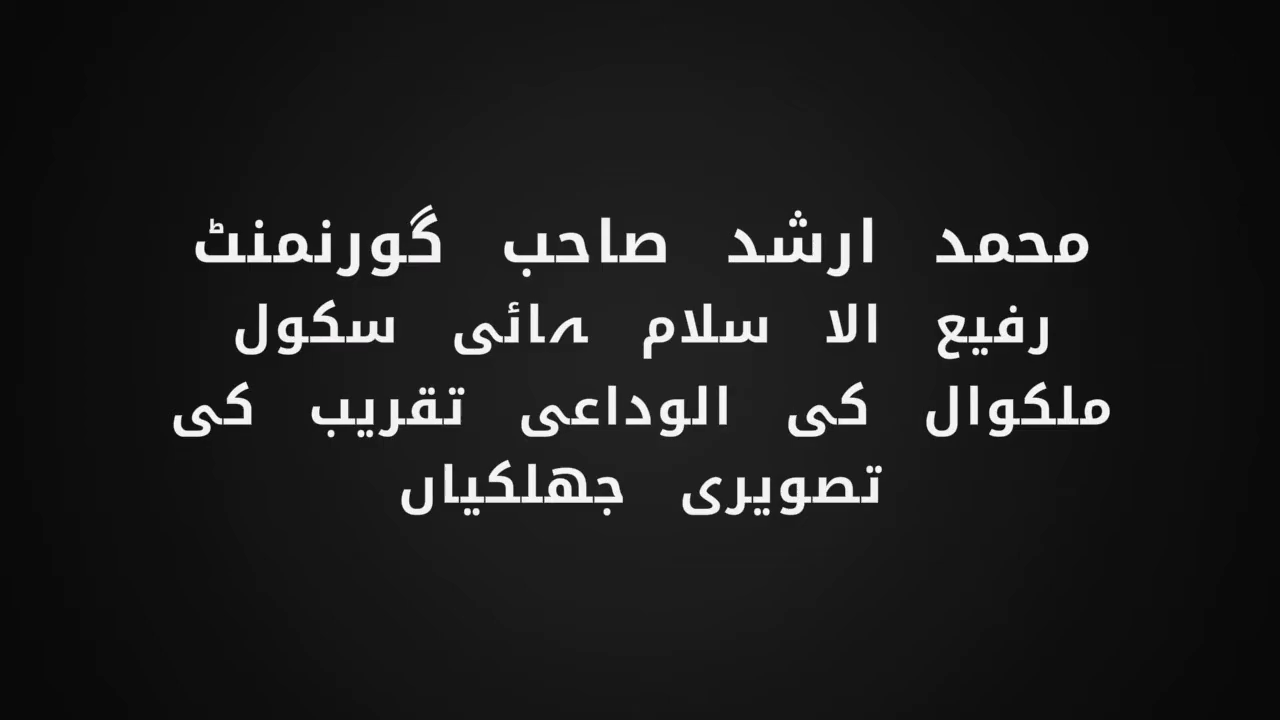 محمد ارشد صاحب گورنمنٹ
رفیع الا سلام ہائی سکول
ملکوال کی الوداعی تقریب کی
تصویری جھلکیاں